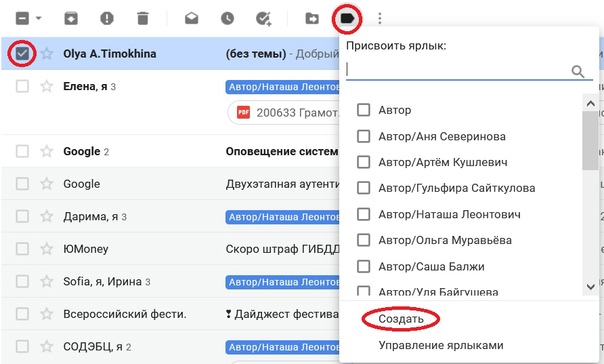 Присвоить ярлык:
Olya A.Timokhina (без темы) - Добрый
Елена, я 3 Автор/Наташа Леонтов
PDF 200633 Грамот.
Google 2 Оповещение систем
Google Двухэтапная аутенти
Дарима, я 3 Автор/Наташа Леонтов
ЮMoney Скоро штраф ГИБДД
Sofia, я, Ирина 3 Автор/Наташа Леонтов
Всероссийский фести. Дайджест фестива
СОДЭБЦ, я 2 Автор/Наташа Леонтов
Автор
Автор/Аня Северинова
Автор/Артём Кушлевич
Автор/Гульфира Сайткулова
Автор/Наташа Леонтович
Автор/Ольга Муравьёва
Автор/Саша Балжи
Автор/Уля Байгушева
Создать
Управление ярлыками